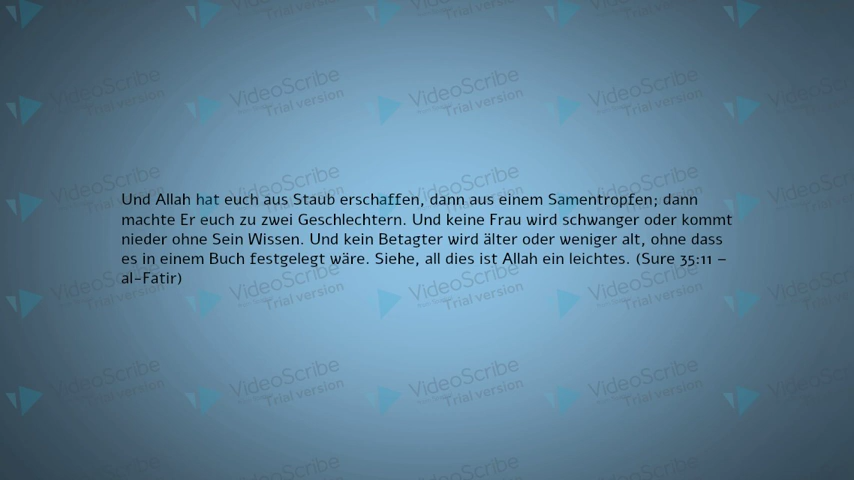 Und Allah hat euch aus Staub erschaffen, dann aus einem Samentropfen; dann
machte Er euch zu zwei Geschlechtern. Und keine Frau wird schwanger oder kommt
nieder ohne Sein Wissen. Und kein Betagter wird älter oder weniger alt, ohne dass
es in einem Buch festgelegt wäre. Siehe, all dies ist Allah ein leichtes. (Sure 35:11 –
al-Fatir)
VideoScribe
Trial version